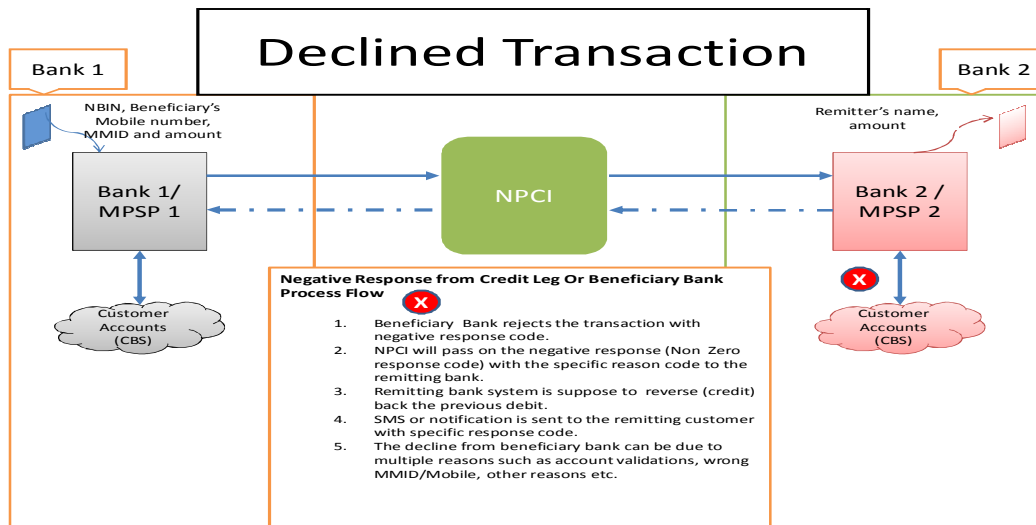 Declined Transaction
Bank 1
Bank 2
NBIN, Beneficiary's
Mobile number,
MMID and amount
Remitter's name,
amount
Bank 1/
MPSP 1
NPCI
Bank 2 /
MPSP 2
Customer
Accounts
(CBS)
X
Customer
Accounts
(CBS)
Negative Response from Credit Leg Or Beneficiary Bank
Process Flow
X
1. Beneficiary Bank rejects the transaction with
negative response code.
2. NPCI will pass on the negative response (Non Zero
response code) with the specific reason code to the
remitting bank.
3. Remitting bank system is suppose to reverse (credit)
back the previous debit.
4. SMS or notification is sent to the remitting customer
with specific response code.
5. The decline from beneficiary bank can be due to
multiple reasons such as account validations, wrong
MMID/Mobile, other reasons etc.